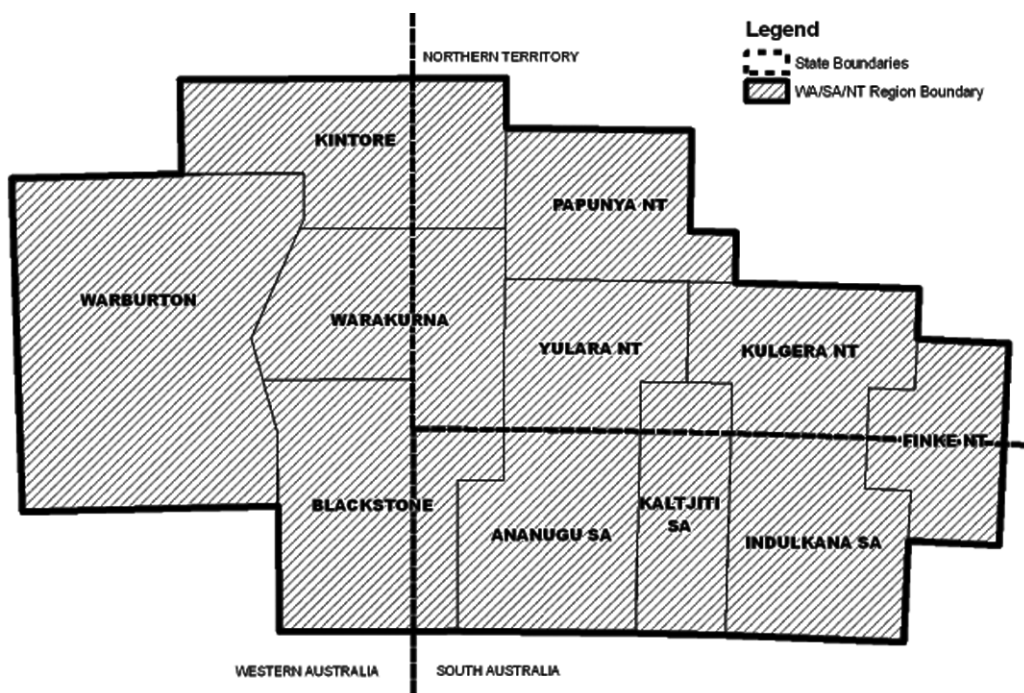 Legend
NORTHERN TERRITORY
State Boundaries
WA/SA/NT Region Boundary
KINTORE
PAPUNYA NT
WARBURTON
WARAKURNA
YULARA NT
KULGERA NT
FINKE NT
BLACKSTONE
KALTJITI
SA
ANANUGU SA
INDULKANA SA
WESTERN AUSTRALIA
SOUTH AUSTRALIA